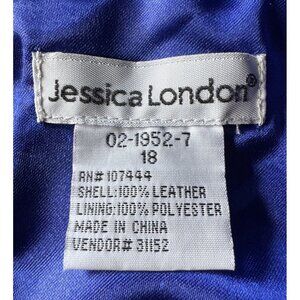 Jessica London®
02-1952-7
18
RN# 107444
SHELL:100% LEATHER
LINING:100% POLYESTER
MADE IN CHINA
VENDOR# 31152